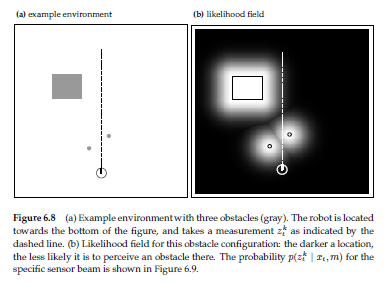 (a) example environment
(b) likelihood field
Figure 6.8 (a) Example environment with three obstacles (gray). The robot is located
towards the bottom of the figure, and takes a measurement z_t^k as indicated by the
dashed line. (b) Likelihood field for this obstacle configuration: the darker a location,
the less likely it is to perceive an obstacle there. The probability p(z_t^k | x_t, m) for the
specific sensor beam is shown in Figure 6.9.